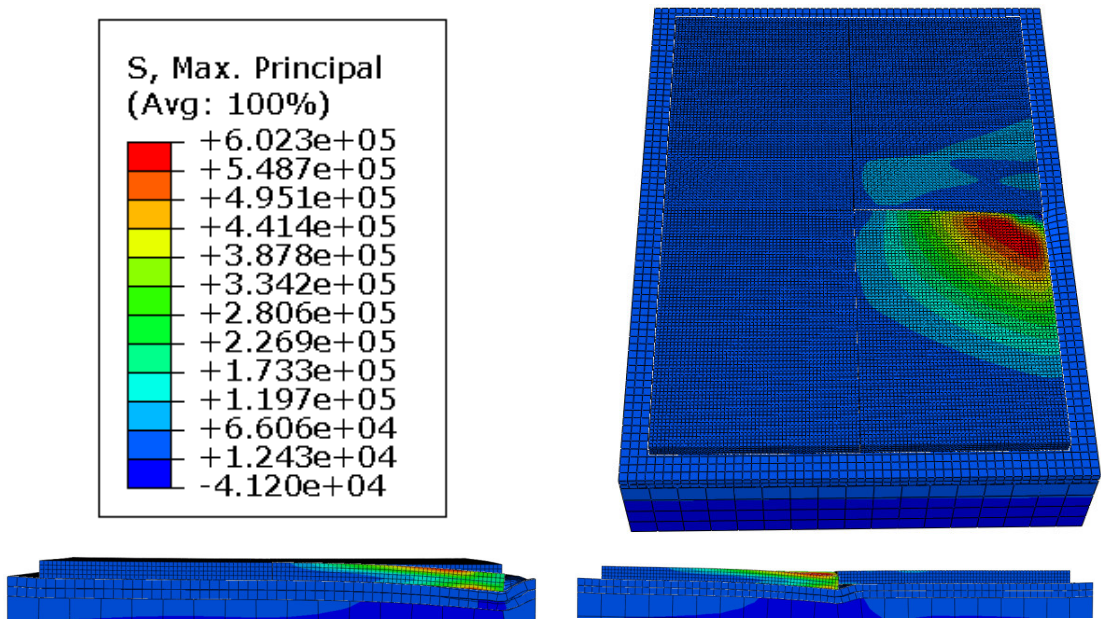 S, Max. Principal
(Avg: 100%)
+6.023e+05
+5.487e+05
+4.951e+05
+4.414e+05
+3.878e+05
+3.342e+05
+2.806e+05
+2.269e+05
+1.733e+05
+1.197e+05
+6.606e+04
+1.243e+04
-4.120e+04